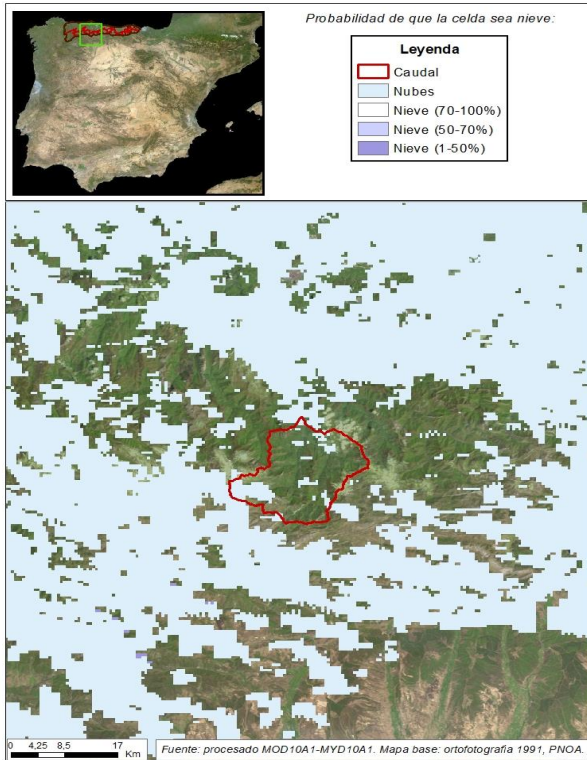 Probabilidad de que la celda sea nieve:
Leyenda
Caudal
Nubes
Nieve (70-100%)
Nieve (50-70%)
Nieve (1-50%)
0 4,25 8,5 17
Km
Fuente: procesado MOD10A1-MYD10A1. Mapa base: ortofotografía 1991, PNOA.